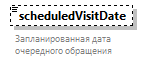 scheduledVisitDate
Запланированная дата
очередного обращения